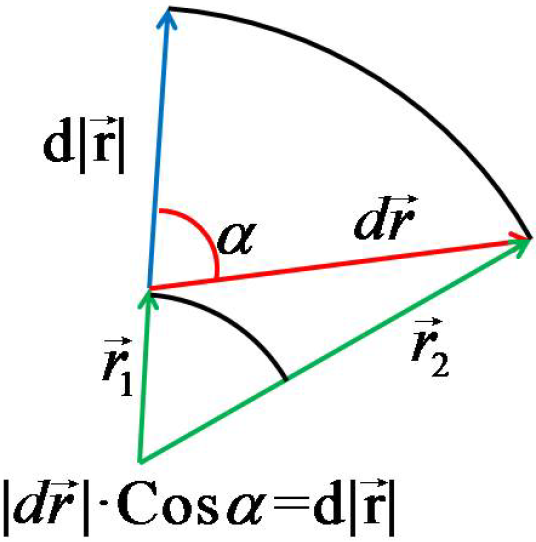 d|r⃗|
α
dr⃗
r⃗₁
r⃗₂
|dr⃗|·Cosα=d|r⃗|